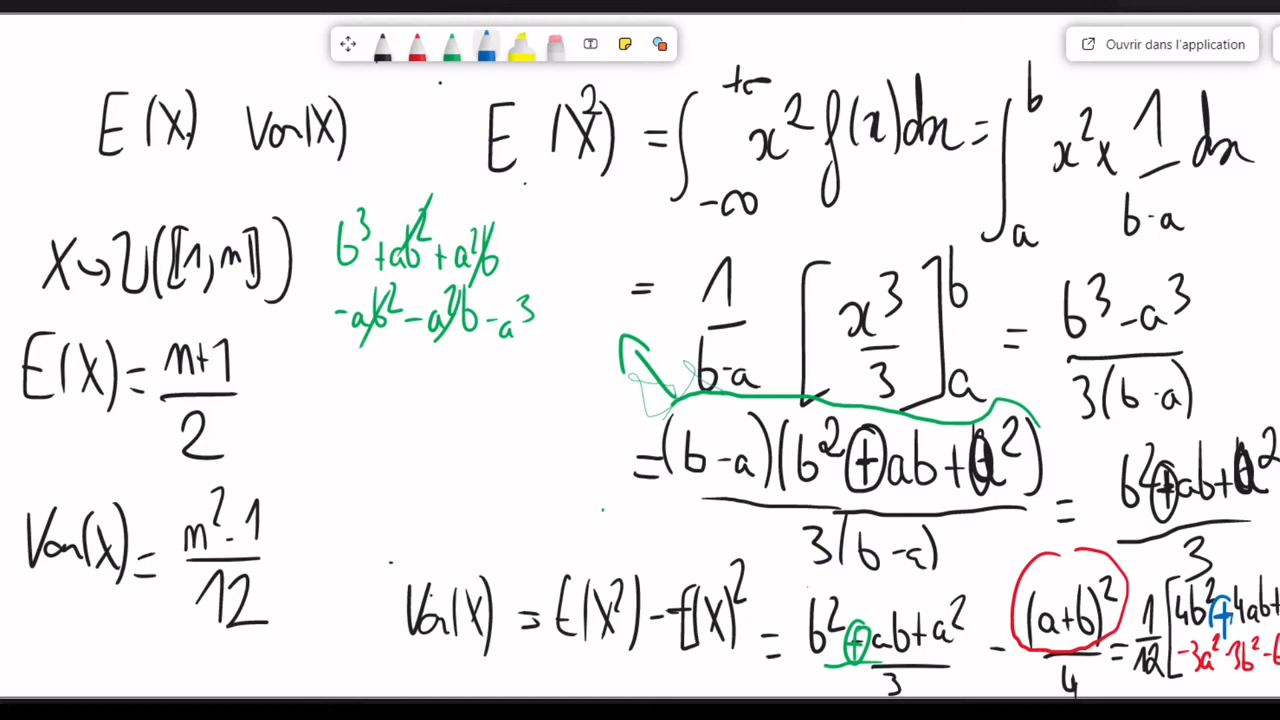 Ouvrir dans l'application
E(X) Var(X)
E(X²) = ∫_{-∞}^{+∞} x² f(x)dx = ∫_a^b x² × 1/(b-a) dx
X ↪ U([[1, n]])
b³ + ab² + a²b
-ab² - a²b - a³
= 1/(b-a) [x³/3]_a^b = (b³ - a³)/(3(b-a))
E(X) = (n+1)/2
= (b-a)(b² + ab + a²)/(3(b-a)) = (b² + ab + a²)/3
Var(X) = (n² - 1)/12
Var(X) = E(X²) - E(X)² = (b² + ab + a²)/3 - (a+b)²/4 = 1/12 [4b² + 4ab +
-3a² - 3b² - 6